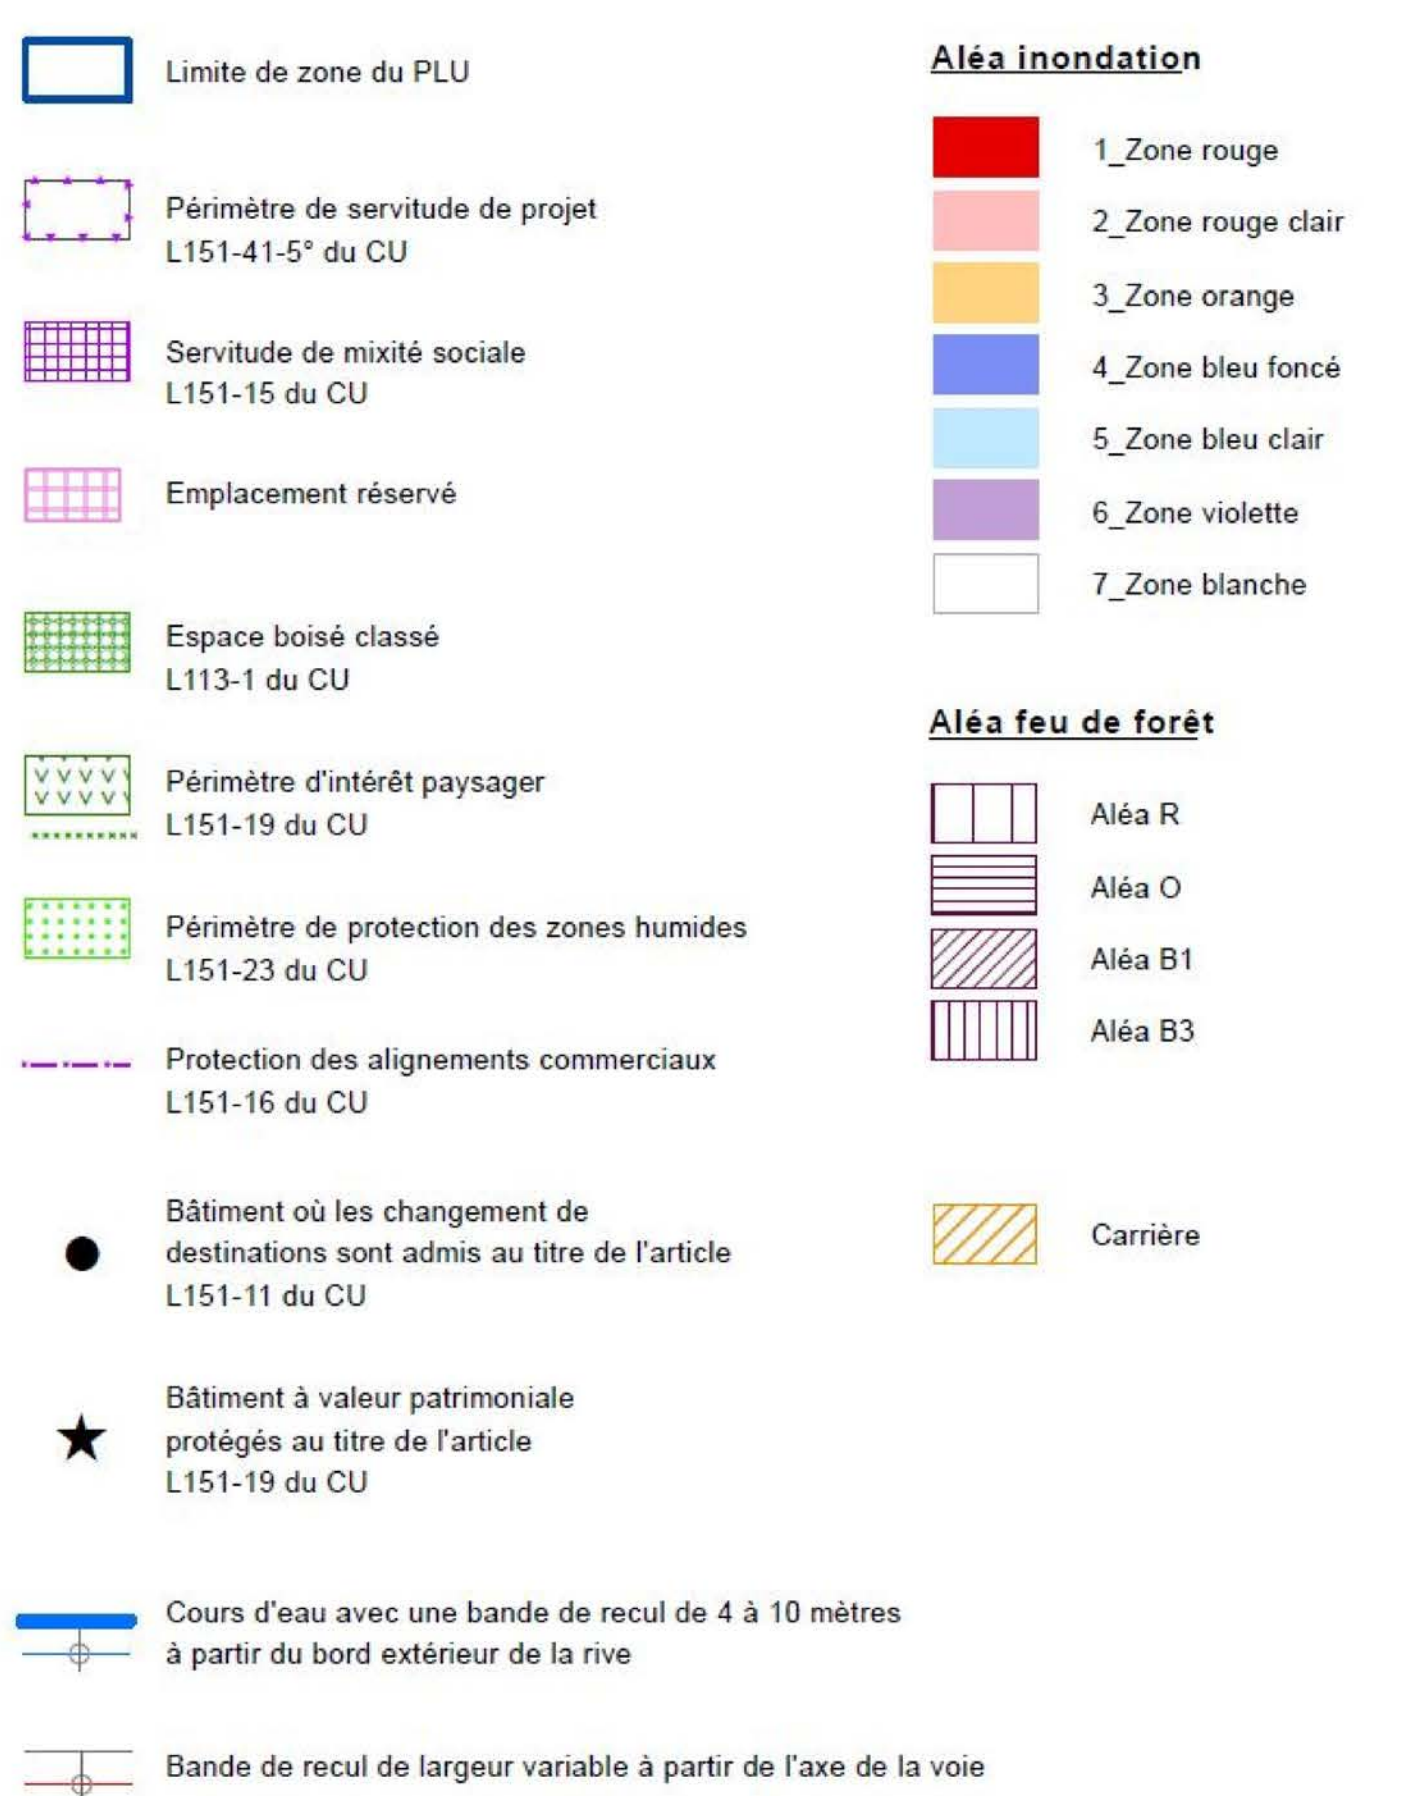 Limite de zone du PLU
Périmètre de servitude de projet
L151-41-5° du CU
Servitude de mixité sociale
L151-15 du CU
Emplacement réservé
Espace boisé classé
L113-1 du CU
Périmètre d'intérêt paysager
L151-19 du CU
Périmètre de protection des zones humides
L151-23 du CU
Protection des alignements commerciaux
L151-16 du CU
Bâtiment où les changement de
destinations sont admis au titre de l'article
L151-11 du CU
Bâtiment à valeur patrimoniale
protégés au titre de l'article
L151-19 du CU
Cours d'eau avec une bande de recul de 4 à 10 mètres
à partir du bord extérieur de la rive
Bande de recul de largeur variable à partir de l'axe de la voie
Aléa inondation
1_Zone rouge
2_Zone rouge clair
3_Zone orange
4_Zone bleu foncé
5_Zone bleu clair
6_Zone violette
7_Zone blanche
Aléa feu de forêt
Aléa R
Aléa O
Aléa B1
Aléa B3
Carrière